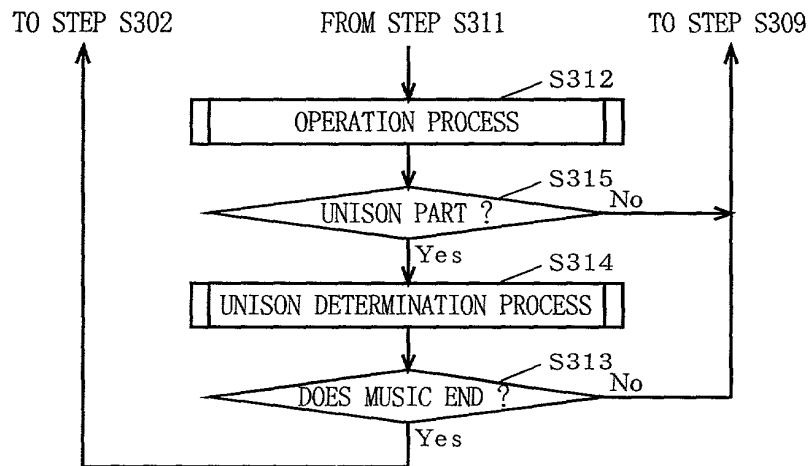 TO STEP S302
FROM STEP S311
TO STEP S309
S312
OPERATION PROCESS
S315
UNISON PART ?
No
Yes
S314
UNISON DETERMINATION PROCESS
S313
DOES MUSIC END ?
No
Yes